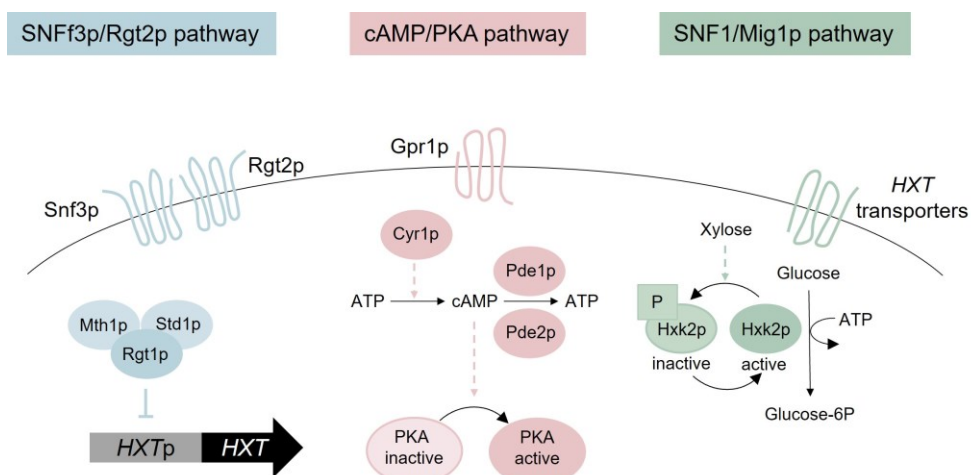 SNFf3p/Rgt2p pathway
cAMP/PKA pathway
SNF1/Mig1p pathway
Gpr1p
Rgt2p
Snf3p
HXT
transporters
Cyr1p
Xylose
Pde1p
Glucose
ATP
cAMP
ATP
P
Mth1p
Std1p
Hxk2p
Hxk2p
ATP
Rgt1p
Pde2p
inactive
active
Glucose-6P
HXTp
HXT
PKA
inactive
PKA
active